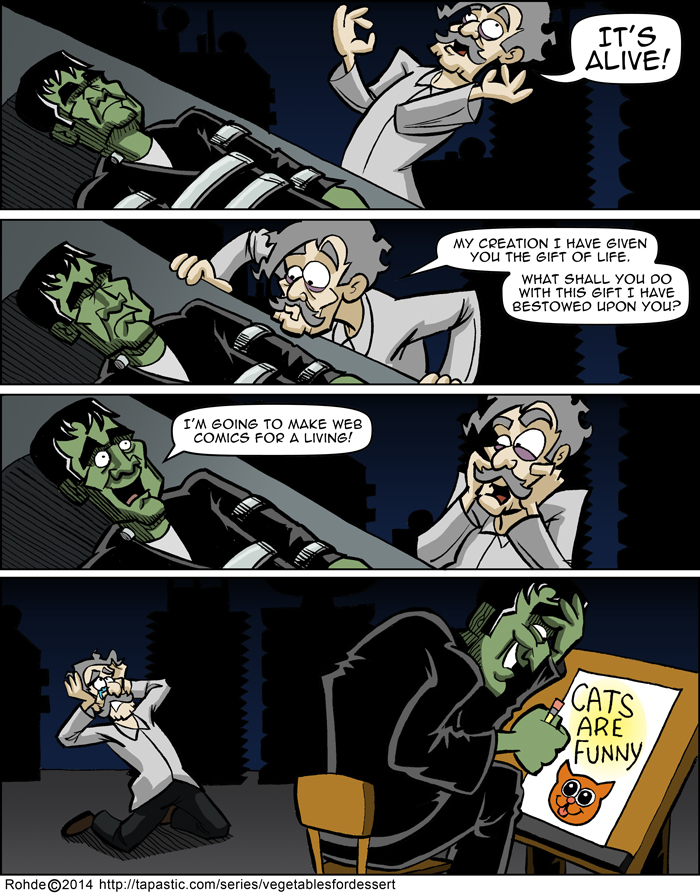 IT'S
ALIVE!
MY CREATION I HAVE GIVEN
YOU THE GIFT OF LIFE.
WHAT SHALL YOU DO
WITH THIS GIFT I HAVE
BESTOWED UPON YOU?
I'M GOING TO MAKE WEB
COMICS FOR A LIVING!
CATS
ARE
FUNNY
Rohde©2014 http://tapastic.com/series/vegetablesfordessert